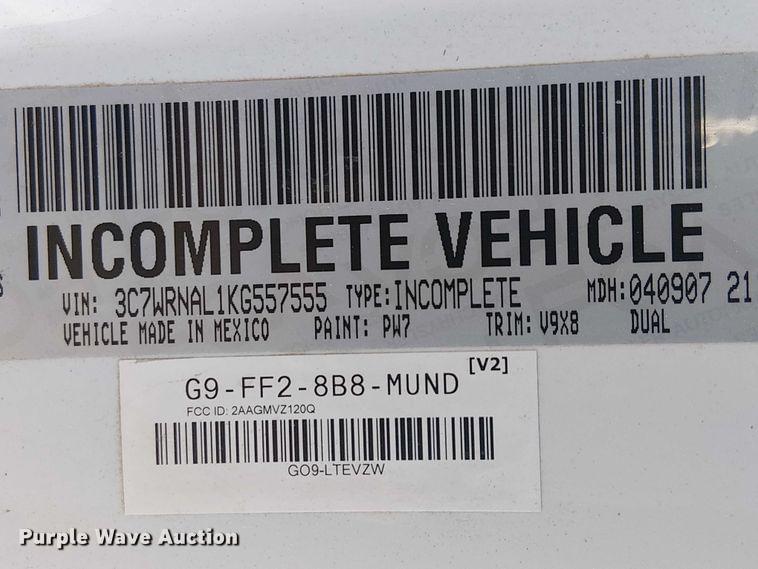 INCOMPLETE VEHICLE
VIN: 3C7WRNAL1KG557555 TYPE: INCOMPLETE MDH: 040907 21
VEHICLE MADE IN MEXICO PAINT: PW7 TRIM: V9X8 DUAL
G9-FF2-8B8-MUND [V2]
FCC ID: 2AAGMVZ120Q
GO9-LTEVZW
Purple Wave Auction